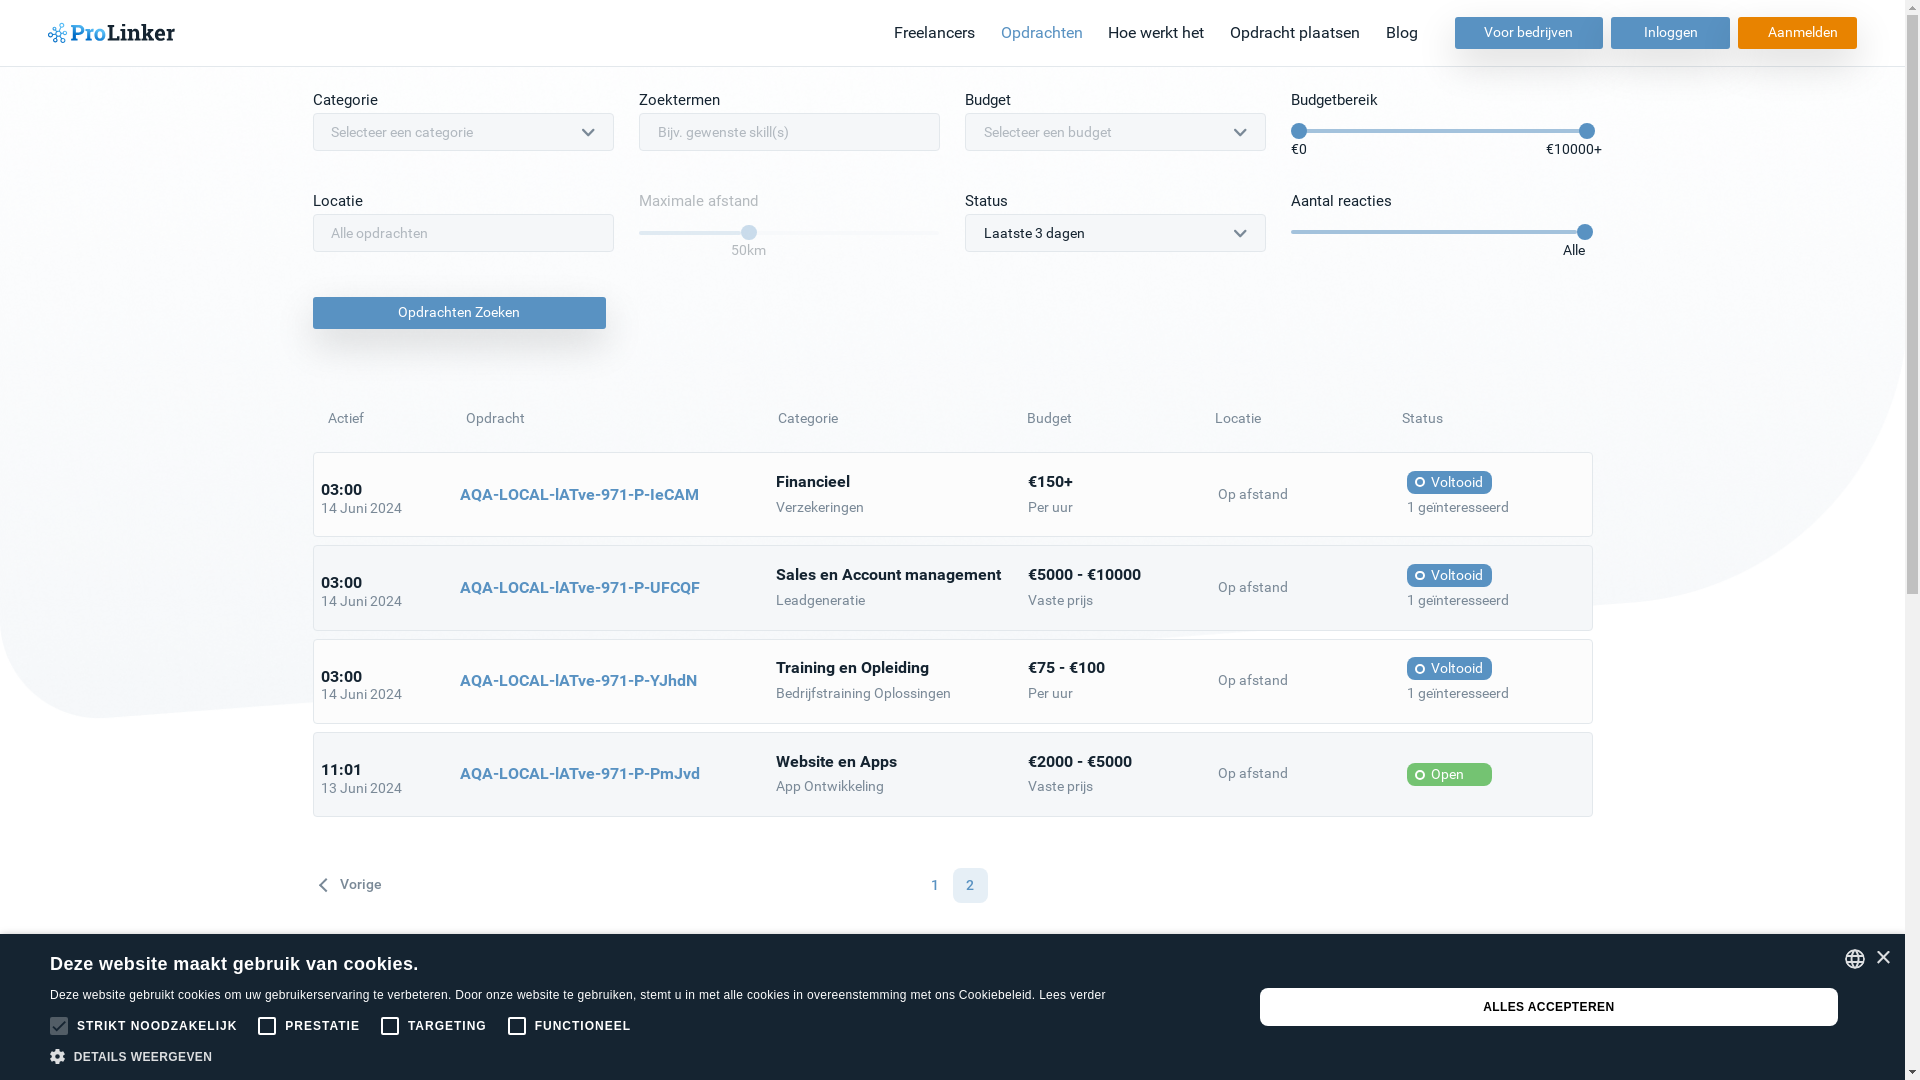 ProLinker
Freelancers Opdrachten Hoe werkt het Opdracht plaatsen Blog Voor bedrijven Inloggen Aanmelden
Categorie Zoektermen Budget Budgetbereik
Selecteer een categorie Bijv. gewenste skill(s) Selecteer een budget
€0 €10000+
Locatie Maximale afstand Status Aantal reacties
Alle opdrachten Laatste 3 dagen
50km Alle
Opdrachten Zoeken
Actief Opdracht Categorie Budget Locatie Status
03:00 AQA-LOCAL-lATve-971-P-IeCAM Financieel €150+ Op afstand Voltooid
14 Juni 2024 Verzekeringen Per uur 1 geïnteresseerd
03:00 AQA-LOCAL-lATve-971-P-UFCQF Sales en Account management €5000 - €10000 Op afstand Voltooid
14 Juni 2024 Leadgeneratie Vaste prijs 1 geïnteresseerd
03:00 AQA-LOCAL-lATve-971-P-YJhdN Training en Opleiding €75 - €100 Op afstand Voltooid
14 Juni 2024 Bedrijfstraining Oplossingen Per uur 1 geïnteresseerd
11:01 AQA-LOCAL-lATve-971-P-PmJvd Website en Apps €2000 - €5000 Op afstand Open
13 Juni 2024 App Ontwikkeling Vaste prijs
Vorige 1 2
Deze website maakt gebruik van cookies.
Deze website gebruikt cookies om uw gebruikerservaring te verbeteren. Door onze website te gebruiken, stemt u in met alle cookies in overeenstemming met ons Cookiebeleid. Lees verder
ALLES ACCEPTEREN
STRIKT NOODZAKELIJK PRESTATIE TARGETING FUNCTIONEEL
DETAILS WEERGEVEN